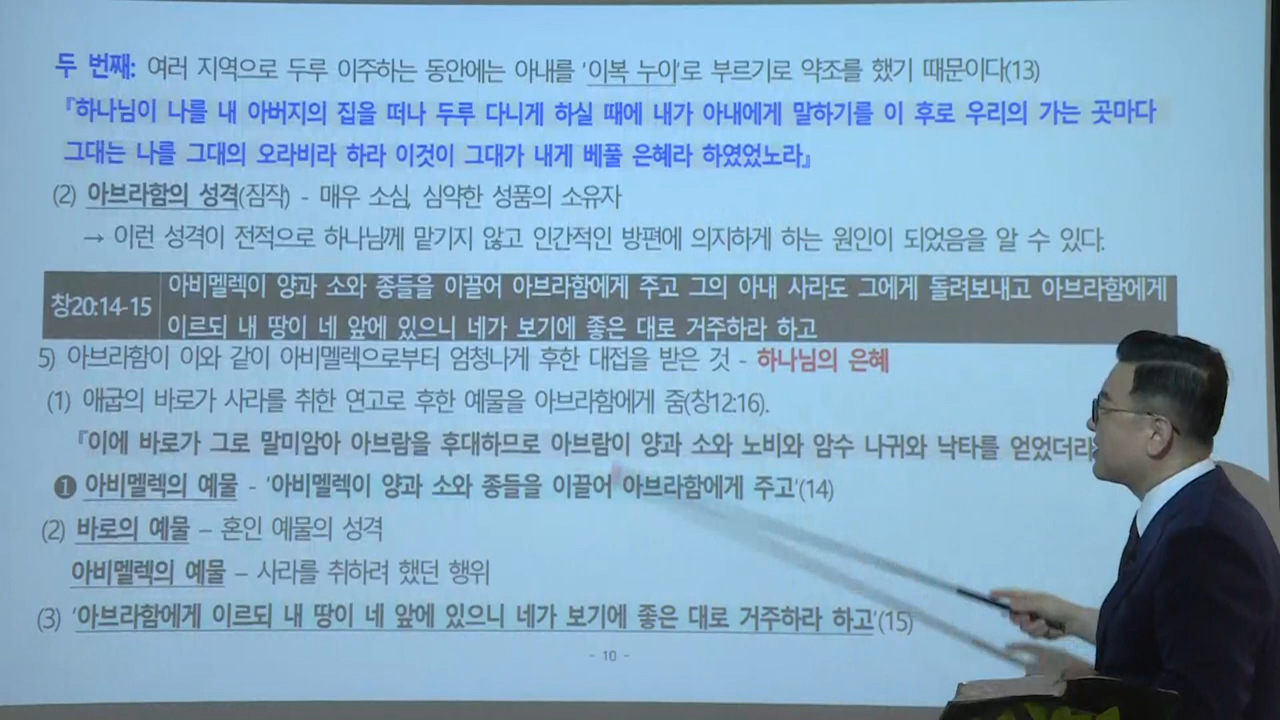 두 번째: 여러 지역으로 두루 이주하는 동안에는 아내를 '이복 누이'로 부르기로 약조를 했기 때문이다(13)
『하나님이 나를 내 아버지의 집을 떠나 두루 다니게 하실 때에 내가 아내에게 말하기를 이 후로 우리의 가는 곳마다
그대는 나를 그대의 오라비라 하라 이것이 그대가 내게 베풀 은혜라 하였었노라』
(2) 아브라함의 성격(짐작) - 매우 소심, 심약한 성품의 소유자
→ 이런 성격이 전적으로 하나님께 맡기지 않고 인간적인 방편에 의지하게 하는 원인이 되었음을 알 수 있다.
창20:14-15
아비멜렉이 양과 소와 종들을 이끌어 아브라함에게 주고 그의 아내 사라도 그에게 돌려보내고 아브라함에게
이르되 내 땅이 네 앞에 있으니 네가 보기에 좋은 대로 거주하라 하고
5) 아브라함이 이와 같이 아비멜렉으로부터 엄청나게 후한 대접을 받은 것 - 하나님의 은혜
(1) 애굽의 바로가 사라를 취한 연고로 후한 예물을 아브라함에게 줌(창12:16).
『이에 바로가 그로 말미암아 아브람을 후대하므로 아브람이 양과 소와 노비와 암수 나귀와 낙타를 얻었더라
❶ 아비멜렉의 예물 - '아비멜렉이 양과 소와 종들을 이끌어 아브라함에게 주고'(14)
(2) 바로의 예물 – 혼인 예물의 성격
아비멜렉의 예물 – 사라를 취하려 했던 행위
(3) '아브라함에게 이르되 내 땅이 네 앞에 있으니 네가 보기에 좋은 대로 거주하라 하고'(15)
- 10 -